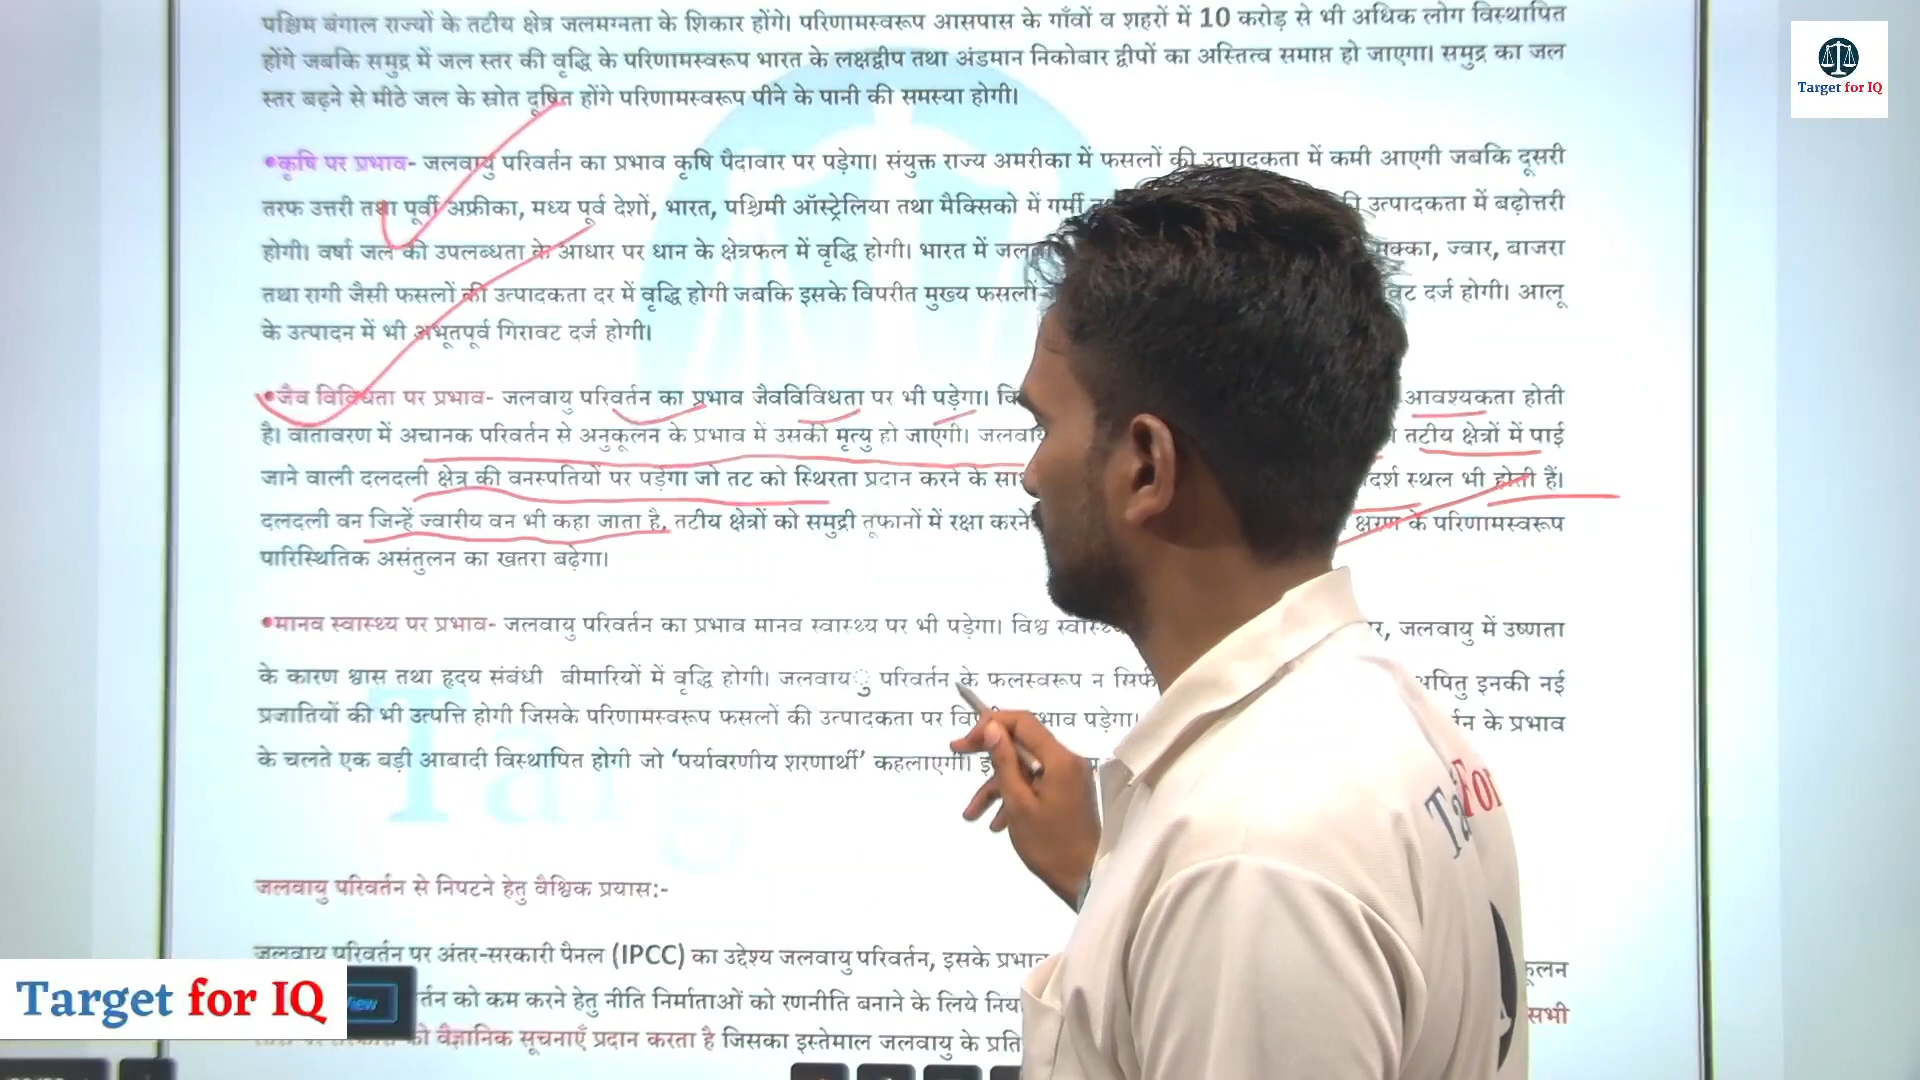 पश्चिम बंगाल राज्यों के तटीय क्षेत्र जलमग्नता के शिकार होंगे। परिणामस्वरूप आसपास के गाँवों व शहरों में 10 करोड़ से भी अधिक लोग विस्थापित
होंगे जबकि समुद्र में जल स्तर की वृद्धि के परिणामस्वरूप भारत के लक्षद्वीप तथा अंडमान निकोबार द्वीपों का अस्तित्व समाप्त हो जाएगा। समुद्र का जल
स्तर बढ़ने से मीठे जल के स्रोत दूषित होंगे परिणामस्वरूप पीने के पानी की समस्या होगी।
Target for IQ
•कृषि पर प्रभाव- जलवायु परिवर्तन का प्रभाव कृषि पैदावार पर पड़ेगा। संयुक्त राज्य अमरीका में फसलों की उत्पादकता में कमी आएगी जबकि दूसरी
तरफ उत्तरी तथा पूर्वी अफ्रीका, मध्य पूर्व देशों, भारत, पश्चिमी ऑस्ट्रेलिया तथा मैक्सिको में गर्मी उत्पादकता में बढ़ोत्तरी
होगी। वर्षा जल की उपलब्धता के आधार पर धान के क्षेत्रफल में वृद्धि होगी। भारत में मक्का, ज्वार, बाजरा
तथा रागी जैसी फसलों की उत्पादकता दर में वृद्धि होगी जबकि इसके विपरीत मुख्य फसलों दर्ज होगी। आलू
के उत्पादन में भी अभूतपूर्व गिरावट दर्ज होगी।
•जैव विविधता पर प्रभाव- जलवायु परिवर्तन का प्रभाव जैवविविधता पर भी पड़ेगा। आवश्यकता होती
है। वातावरण में अचानक परिवर्तन से अनुकूलन के प्रभाव में उसकी मृत्यु हो जाएगी। तटीय क्षेत्रों में पाई
जाने वाली दलदली क्षेत्र की वनस्पतियों पर पड़ेगा जो तट को स्थिरता प्रदान करने के स्थल भी होती हैं।
दलदली वन जिन्हें ज्वारीय वन भी कहा जाता है, तटीय क्षेत्रों को समुद्री तूफानों में रक्षा करने क्षरण के परिणामस्वरूप
पारिस्थितिक असंतुलन का खतरा बढ़ेगा।
•मानव स्वास्थ्य पर प्रभाव- जलवायु परिवर्तन का प्रभाव मानव स्वास्थ्य पर भी पड़ेगा। विश्व जलवायु में उष्णता
के कारण श्वास तथा हृदय संबंधी बीमारियों में वृद्धि होगी। जलवाय ु परिवर्तन के फलस्वरूप न सिर्फ अपितु इनकी नई
प्रजातियों की भी उत्पत्ति होगी जिसके परिणामस्वरूप फसलों की उत्पादकता पर पड़ेगा। के प्रभाव
के चलते एक बड़ी आबादी विस्थापित होगी जो ‘पर्यावरणीय शरणार्थी’ कहलाएगी।
जलवायु परिवर्तन से निपटने हेतु वैश्विक प्रयास:-
जलवायु परिवर्तन पर अंतर-सरकारी पैनल (IPCC) का उद्देश्य जलवायु परिवर्तन, इसके
को कम करने हेतु नीति निर्माताओं को रणनीति बनाने के लिये सभी
वैज्ञानिक सूचनाएँ प्रदान करता है जिसका इस्तेमाल जलवायु के
Target for IQ